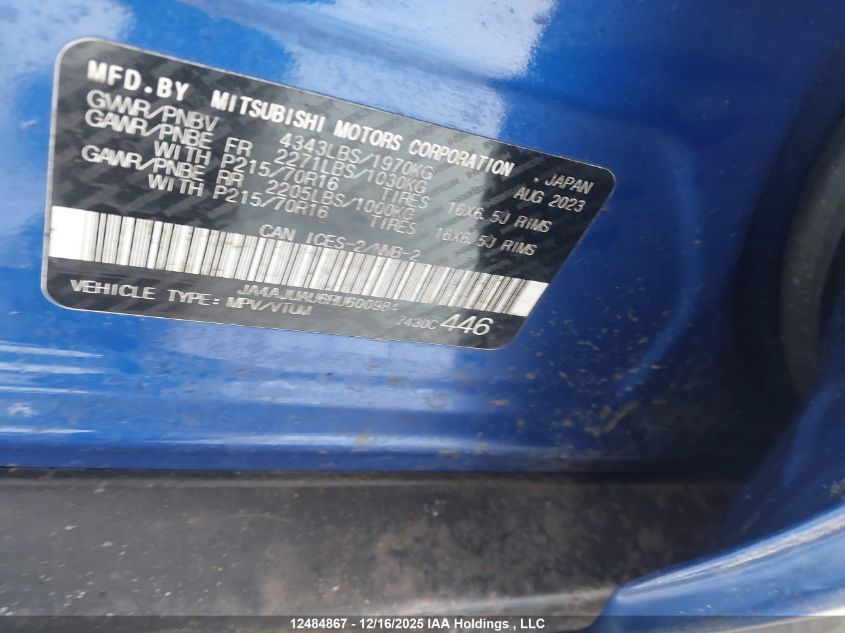 MFD.BY MITSUBISHI MOTORS CORPORATION . JAPAN
GVWR/PNBV 4343LBS/1970KG AUG 2023
GAWR/PNBE FR 2271LBS/1030KG
WITH P215/70R16 TIRES 16X6.5J RIMS
GAWR/PNBE RR 2205LBS/1000KG
WITH P215/70R16 TIRES 16X6.5J RIMS
CAN ICES-2/NMB-2
VEHICLE TYPE: MPV/VTUM
7430C 446
12484867 - 12/16/2025 IAA Holdings , LLC